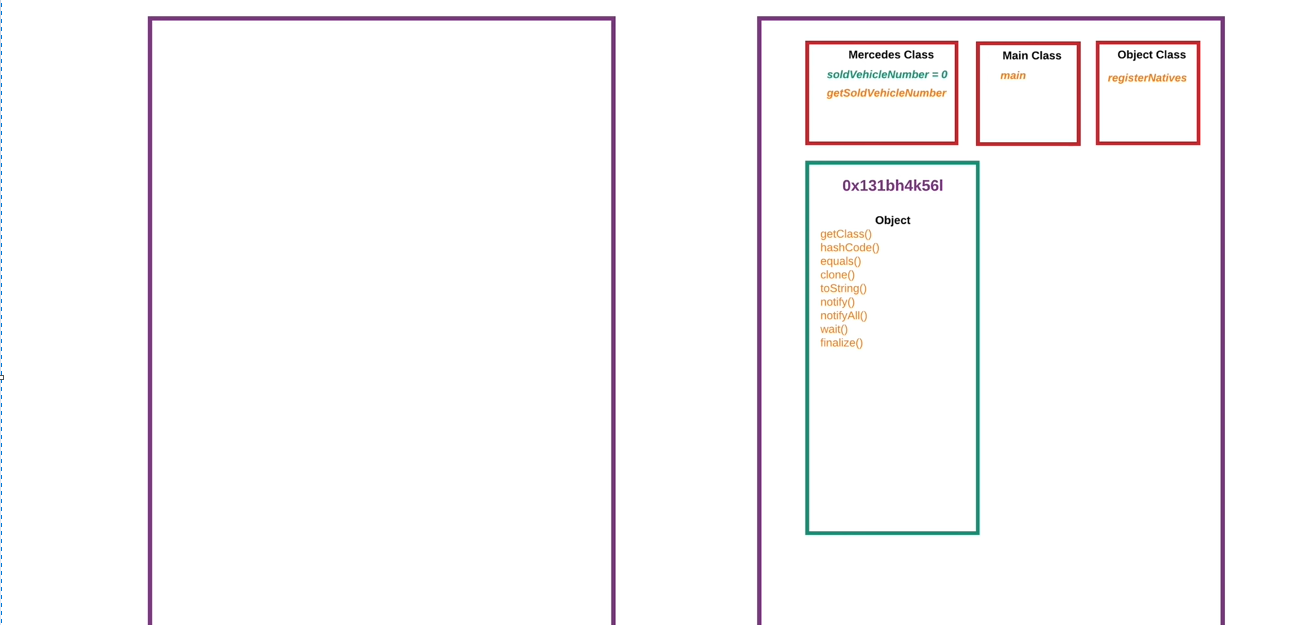 Mercedes Class
soldVehicleNumber = 0
getSoldVehicleNumber
Main Class
main
Object Class
registerNatives
0x131bh4k56l
Object
getClass()
hashCode()
equals()
clone()
toString()
notify()
notifyAll()
wait()
finalize()